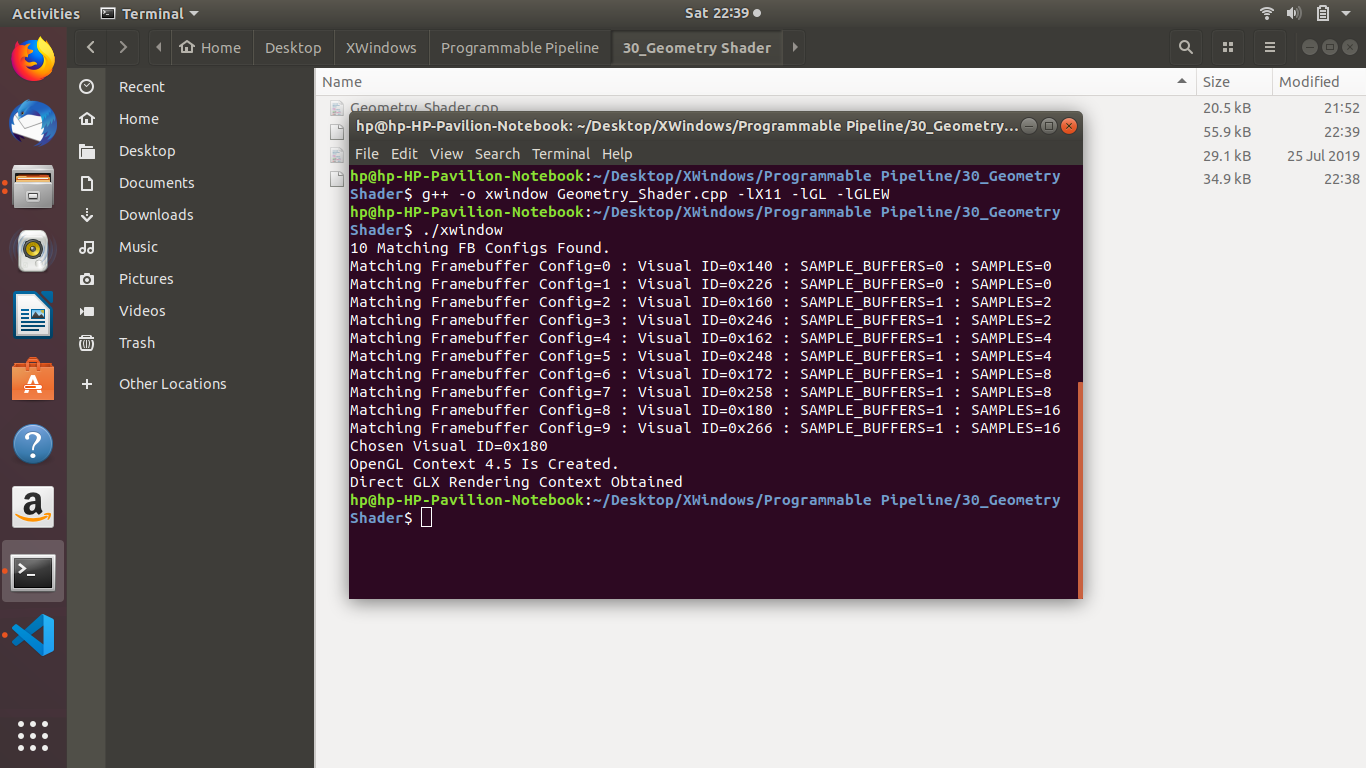 Activities
Terminal
Sat 22:39
Home
Desktop
XWindows
Programmable Pipeline
30_Geometry Shader
Recent
Home
Desktop
Documents
Downloads
Music
Pictures
Videos
Trash
Other Locations
Name
Size
Modified
Geometry_Shader.cpp
20.5 kB
21:52
55.9 kB
22:39
29.1 kB
25 Jul 2019
34.9 kB
22:38
hp@hp-HP-Pavilion-Notebook: ~/Desktop/XWindows/Programmable Pipeline/30_Geometry...
File Edit View Search Terminal Help
hp@hp-HP-Pavilion-Notebook:~/Desktop/XWindows/Programmable Pipeline/30_Geometry
Shader$ g++ -o xwindow Geometry_Shader.cpp -lX11 -lGL -lGLEW
hp@hp-HP-Pavilion-Notebook:~/Desktop/XWindows/Programmable Pipeline/30_Geometry
Shader$ ./xwindow
10 Matching FB Configs Found.
Matching Framebuffer Config=0 : Visual ID=0x140 : SAMPLE_BUFFERS=0 : SAMPLES=0
Matching Framebuffer Config=1 : Visual ID=0x226 : SAMPLE_BUFFERS=0 : SAMPLES=0
Matching Framebuffer Config=2 : Visual ID=0x160 : SAMPLE_BUFFERS=1 : SAMPLES=2
Matching Framebuffer Config=3 : Visual ID=0x246 : SAMPLE_BUFFERS=1 : SAMPLES=2
Matching Framebuffer Config=4 : Visual ID=0x162 : SAMPLE_BUFFERS=1 : SAMPLES=4
Matching Framebuffer Config=5 : Visual ID=0x248 : SAMPLE_BUFFERS=1 : SAMPLES=4
Matching Framebuffer Config=6 : Visual ID=0x172 : SAMPLE_BUFFERS=1 : SAMPLES=8
Matching Framebuffer Config=7 : Visual ID=0x258 : SAMPLE_BUFFERS=1 : SAMPLES=8
Matching Framebuffer Config=8 : Visual ID=0x180 : SAMPLE_BUFFERS=1 : SAMPLES=16
Matching Framebuffer Config=9 : Visual ID=0x266 : SAMPLE_BUFFERS=1 : SAMPLES=16
Chosen Visual ID=0x180
OpenGL Context 4.5 Is Created.
Direct GLX Rendering Context Obtained
hp@hp-HP-Pavilion-Notebook:~/Desktop/XWindows/Programmable Pipeline/30_Geometry
Shader$